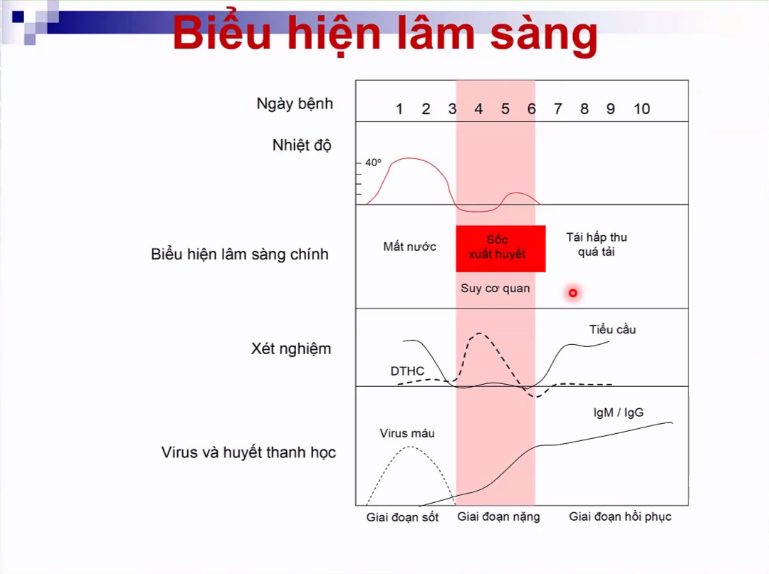 Biểu hiện lâm sàng
Ngày bệnh
1 2 3 4 5 6 7 8 9 10
Nhiệt độ
40º
Biểu hiện lâm sàng chính
Mất nước
Sốc
xuất huyết
Tái hấp thu
quá tải
Suy cơ quan
Xét nghiệm
Tiểu cầu
DTHC
IgM / IgG
Virus máu
Virus và huyết thanh học
Giai đoạn sốt
Giai đoạn nặng
Giai đoạn hồi phục